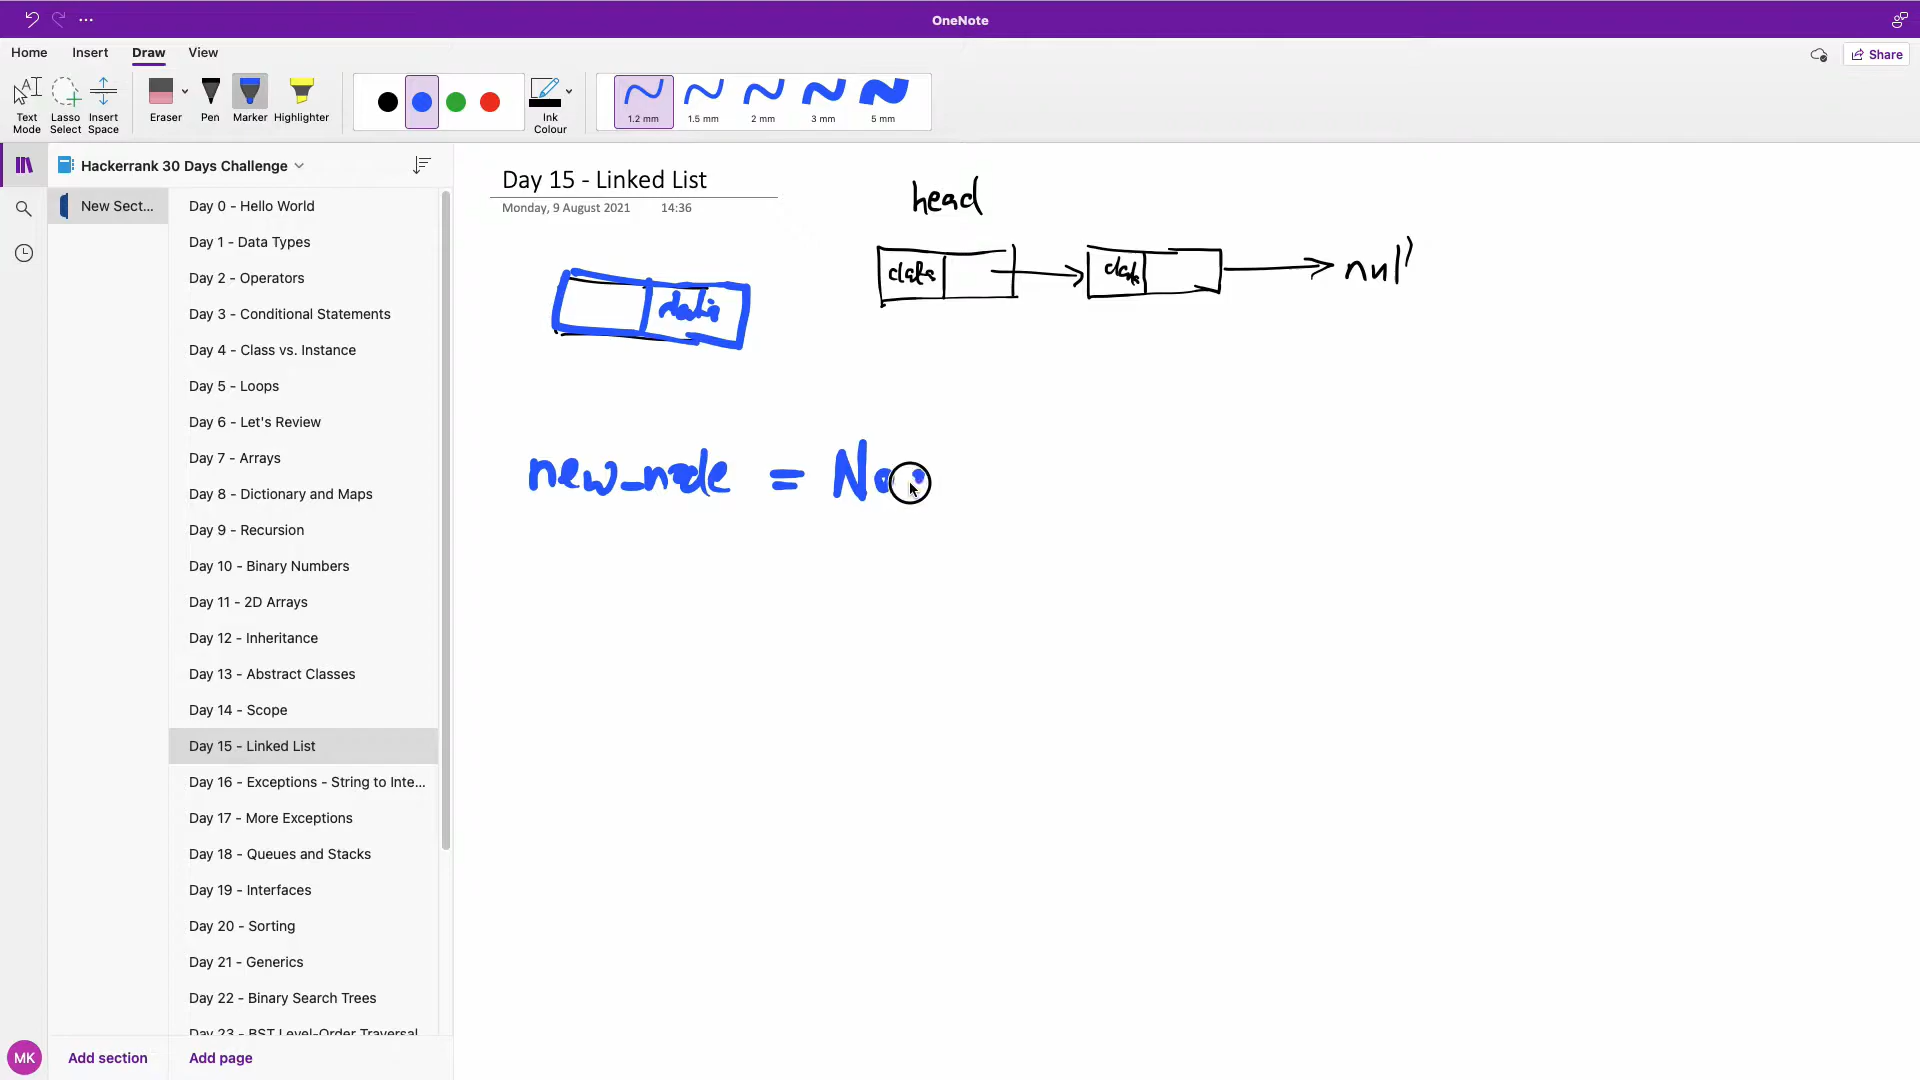 OneNote
Home Insert Draw View
Share
Text Mode
Lasso Select
Insert Space
Eraser
Pen
Marker
Highlighter
Ink Colour
1.2 mm
1.5 mm
2 mm
3 mm
5 mm
Hackerrank 30 Days Challenge
New Sect...
Day 0 - Hello World
Day 1 - Data Types
Day 2 - Operators
Day 3 - Conditional Statements
Day 4 - Class vs. Instance
Day 5 - Loops
Day 6 - Let's Review
Day 7 - Arrays
Day 8 - Dictionary and Maps
Day 9 - Recursion
Day 10 - Binary Numbers
Day 11 - 2D Arrays
Day 12 - Inheritance
Day 13 - Abstract Classes
Day 14 - Scope
Day 15 - Linked List
Day 16 - Exceptions - String to Inte...
Day 17 - More Exceptions
Day 18 - Queues and Stacks
Day 19 - Interfaces
Day 20 - Sorting
Day 21 - Generics
Day 22 - Binary Search Trees
Day 23 - BST Level-Order Traversal
MK
Add section
Add page
Day 15 - Linked List
Monday, 9 August 2021 14:36
head
data
data
null
new_node = No